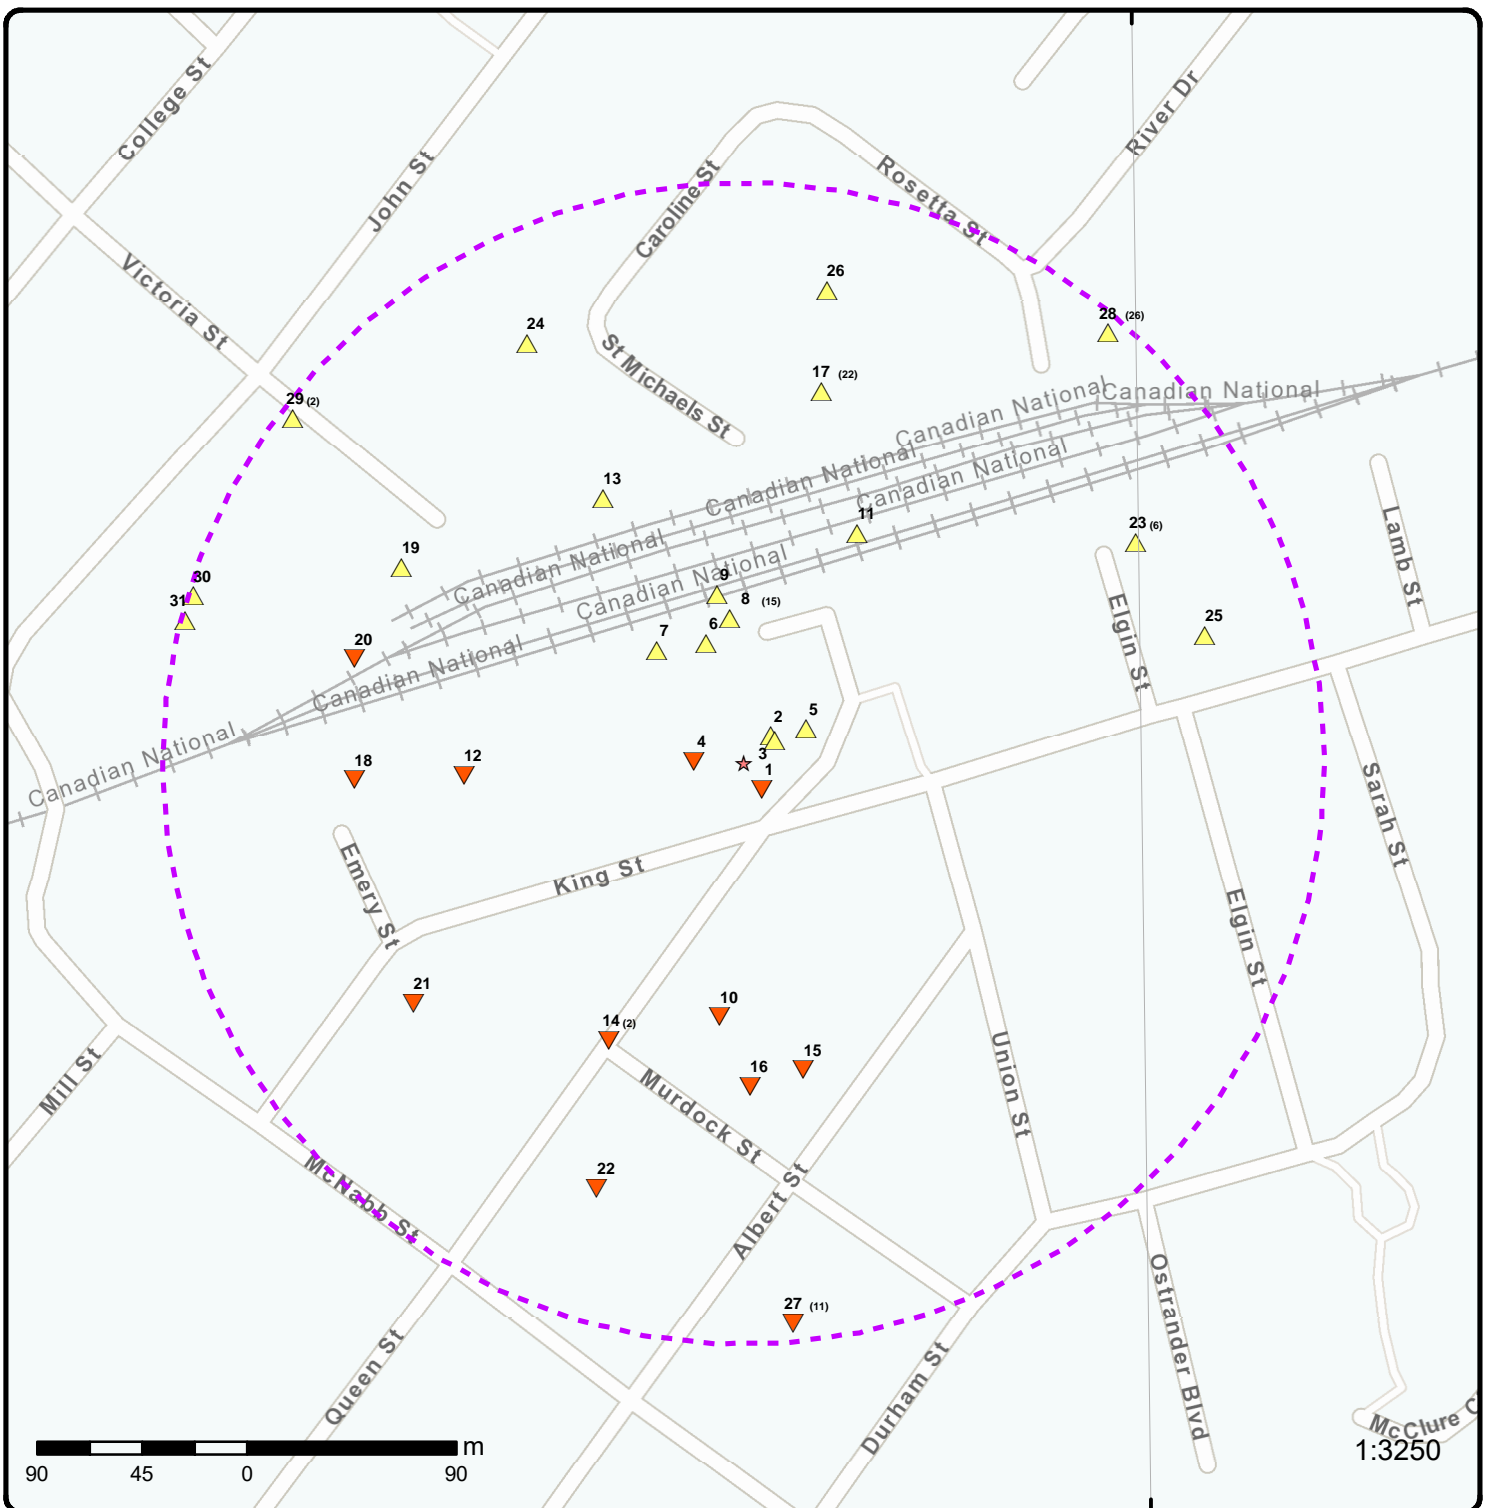 College St
John St
River Dr
Caroline St
Rosetta St
Victoria St
26
28 (26)
24
St Michaels St
17 (22)
Canadian National
Canadian National
29 (2)
Canadian National
Canadian National
13
11
23 (6)
Lamb St
Canadian National
19
Canadian National
9
30
8 (15)
31
Elgin St
25
7
6
20
Canadian National
2
5
Canadian National
4
3
18
12
1
Sarah St
Emery St
King St
Elgin St
21
10
14 (2)
Union St
15
16
Mill St
Murdock St
McNabb St
22
Albert St
Ostrander Blvd
27 (11)
Queen St
Durham St
McClure C
m
1:3250
90 45 0 90